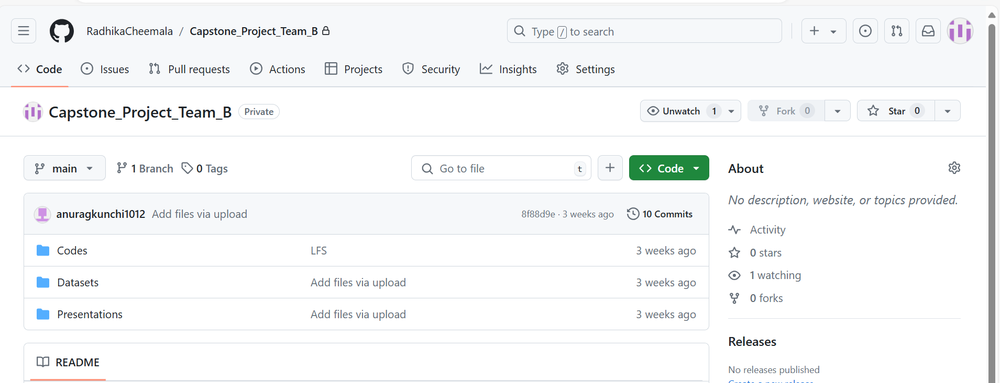 RadhikaCheemala / Capstone_Project_Team_B
Type / to search
Code Issues Pull requests Actions Projects Security Insights Settings
Capstone_Project_Team_B Private
Unwatch 1 Fork 0 Star 0
main 1 Branch 0 Tags
Go to file t
Code
About
No description, website, or topics provided.
anuragkunchi1012 Add files via upload 8f88d9e · 3 weeks ago 10 Commits
Codes LFS 3 weeks ago
Datasets Add files via upload 3 weeks ago
Presentations Add files via upload 3 weeks ago
README
Activity
0 stars
1 watching
0 forks
Releases
No releases published
Create a new release